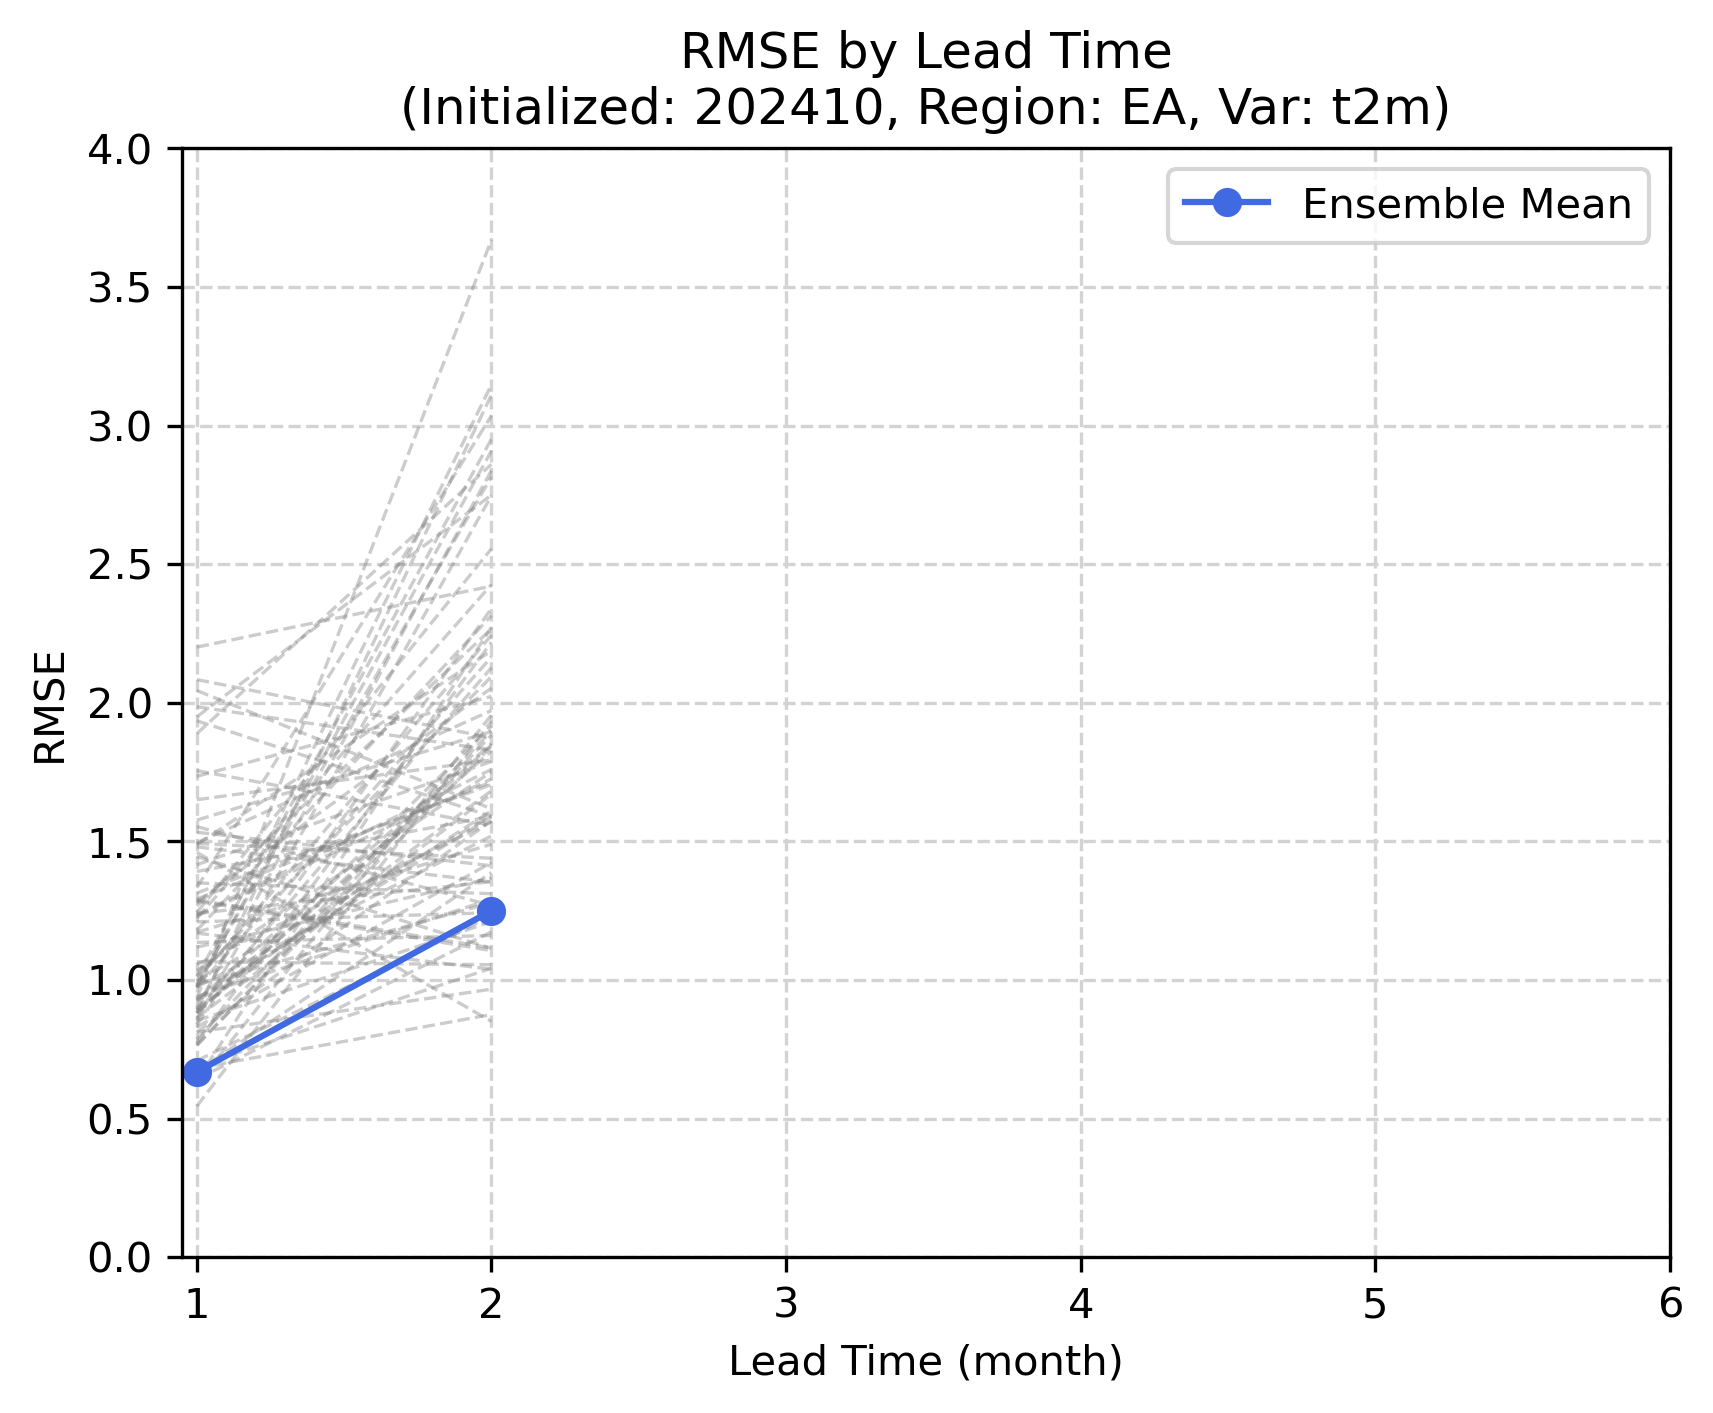 RMSE by Lead Time
(Initialized: 202410, Region: EA, Var: t2m)
Ensemble Mean
4.0
3.5
3.0
2.5
2.0
1.5
1.0
0.5
0.0
RMSE
1 2 3 4 5 6
Lead Time (month)